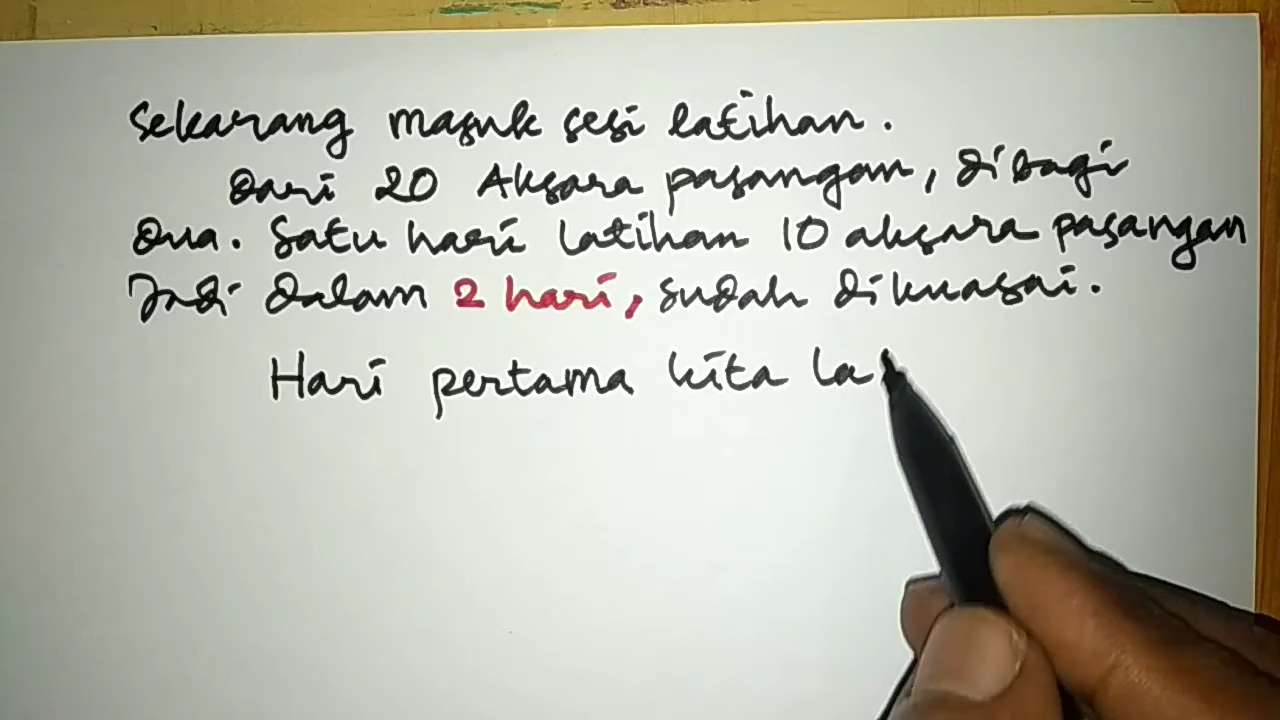 Sekarang masuk sesi latihan.
Dari 20 Aksara pasangan, dibagi
dua. Satu hari latihan 10 aksara pasangan
Jadi dalam 2 hari, sudah dikuasai.
Hari pertama kita la